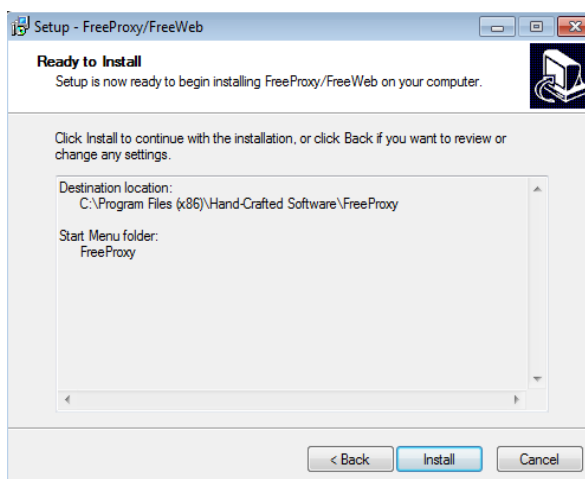 Setup - FreeProxy/FreeWeb
Ready to Install
Setup is now ready to begin installing FreeProxy/FreeWeb on your computer.
Click Install to continue with the installation, or click Back if you want to review or
change any settings.
Destination location:
C:\Program Files (x86)\Hand-Crafted Software\FreeProxy
Start Menu folder:
FreeProxy
< Back
Install
Cancel